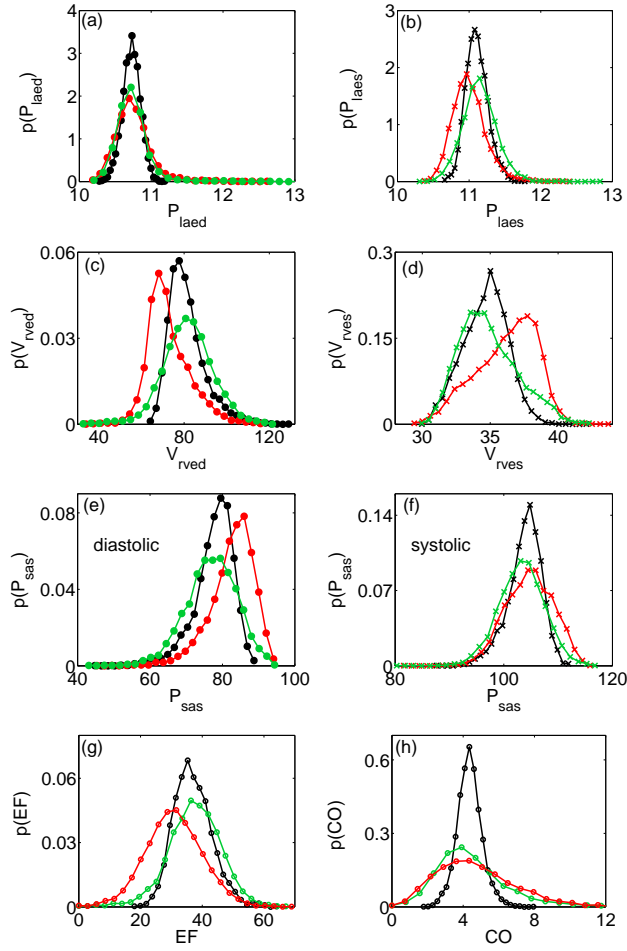 (a)
p(P_laed)
4
3
2
1
0
10 11 12 13
P_laed
(b)
p(P_laes)
3
2
1
0
10 11 12 13
P_laes
(c)
p(V_rved)
0.06
0.03
0
40 80 120
V_rved
(d)
p(V_rves)
0.3
0.15
0
30 35 40
V_rves
(e)
diastolic
p(P_sas)
0.08
0.04
0
40 60 80 100
P_sas
(f)
systolic
p(P_sas)
0.14
0.07
0
80 100 120
P_sas
(g)
p(EF)
0.06
0.03
0
0 20 40 60
EF
(h)
p(CO)
0.6
0.3
0
0 4 8 12
CO